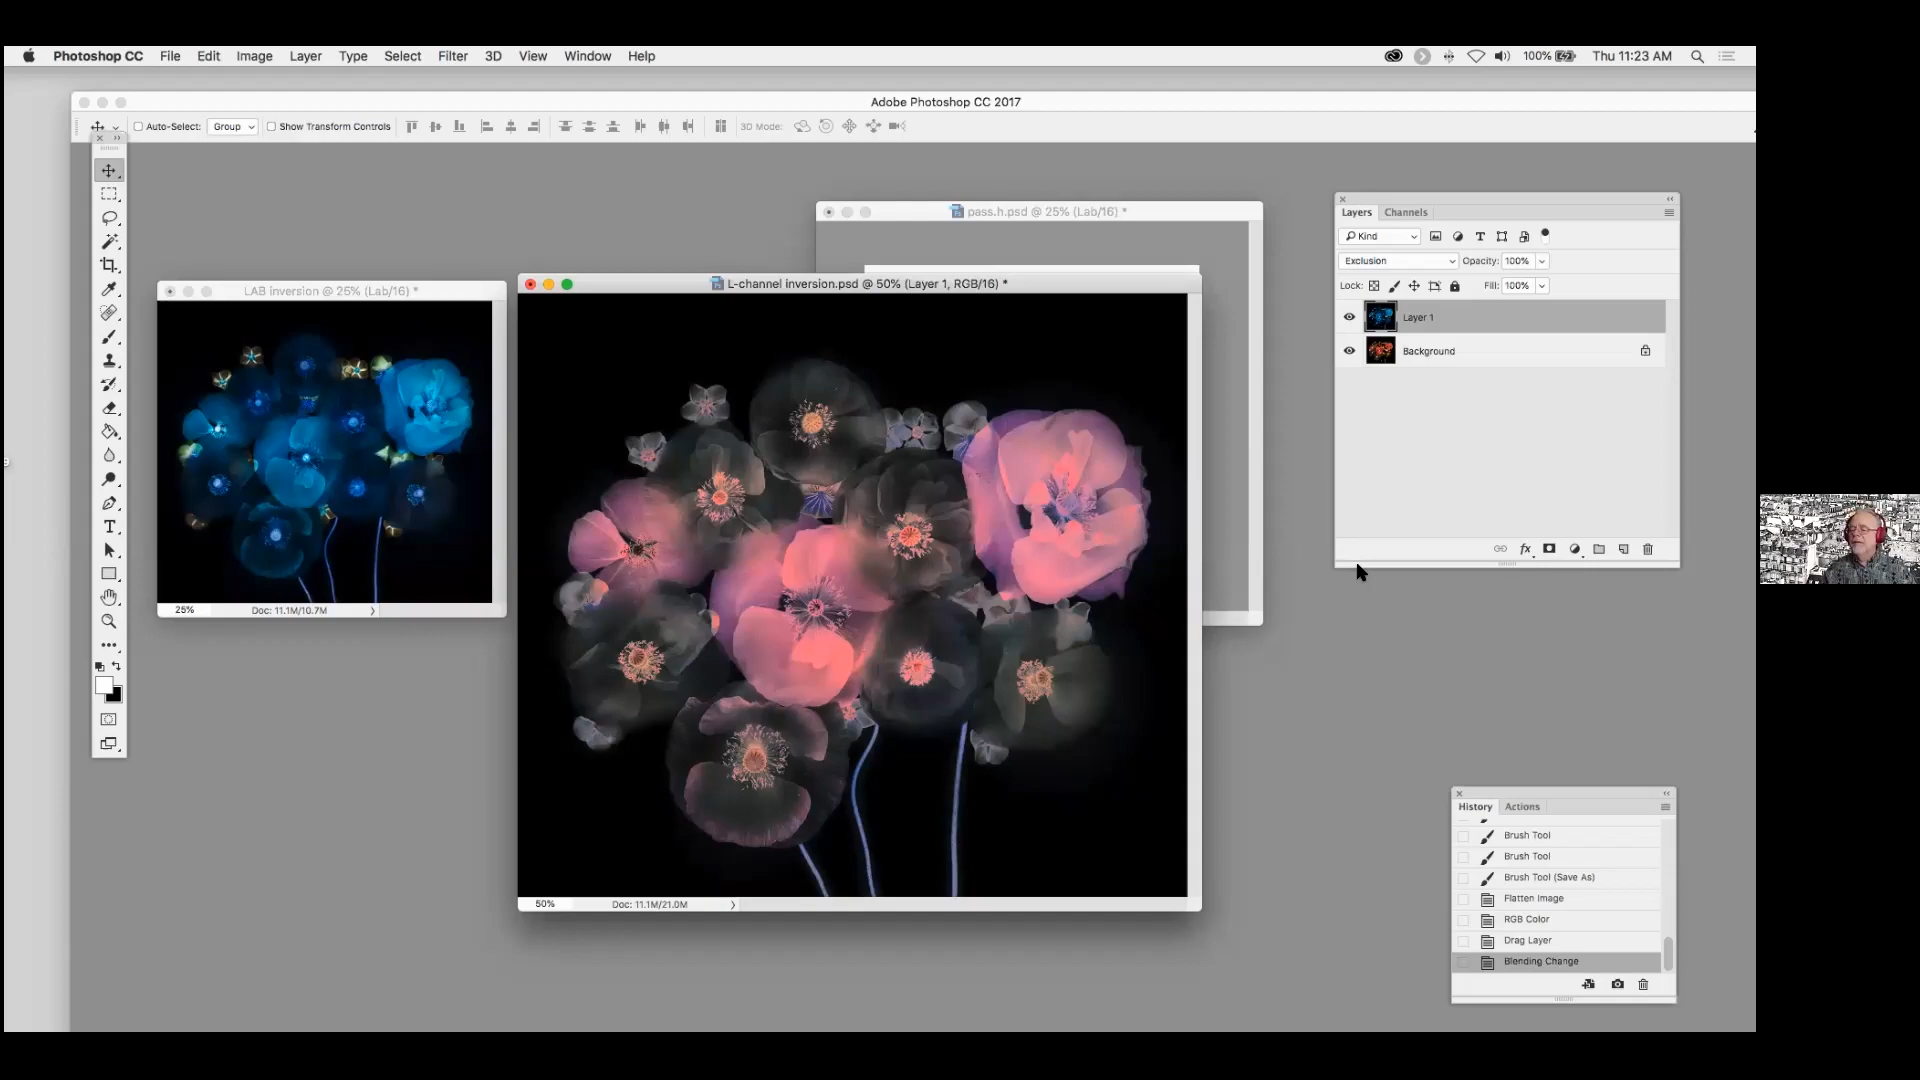 Photoshop CC File Edit Image Layer Type Select Filter 3D View Window Help 100% Thu 11:23 AM
Adobe Photoshop CC 2017
Auto-Select: Group Show Transform Controls 3D Mode:
pass.h.psd @ 25% (Lab/16) *
Layers Channels
Kind
Exclusion Opacity: 100%
Lock: Fill: 100%
Layer 1
Background
LAB inversion @ 25% (Lab/16) *
25% Doc: 11.1M/10.7M
L-channel inversion.psd @ 50% (Layer 1, RGB/16) *
50% Doc: 11.1M/21.0M
fx
History Actions
Brush Tool
Brush Tool
Brush Tool (Save As)
Flatten Image
RGB Color
Drag Layer
Blending Change